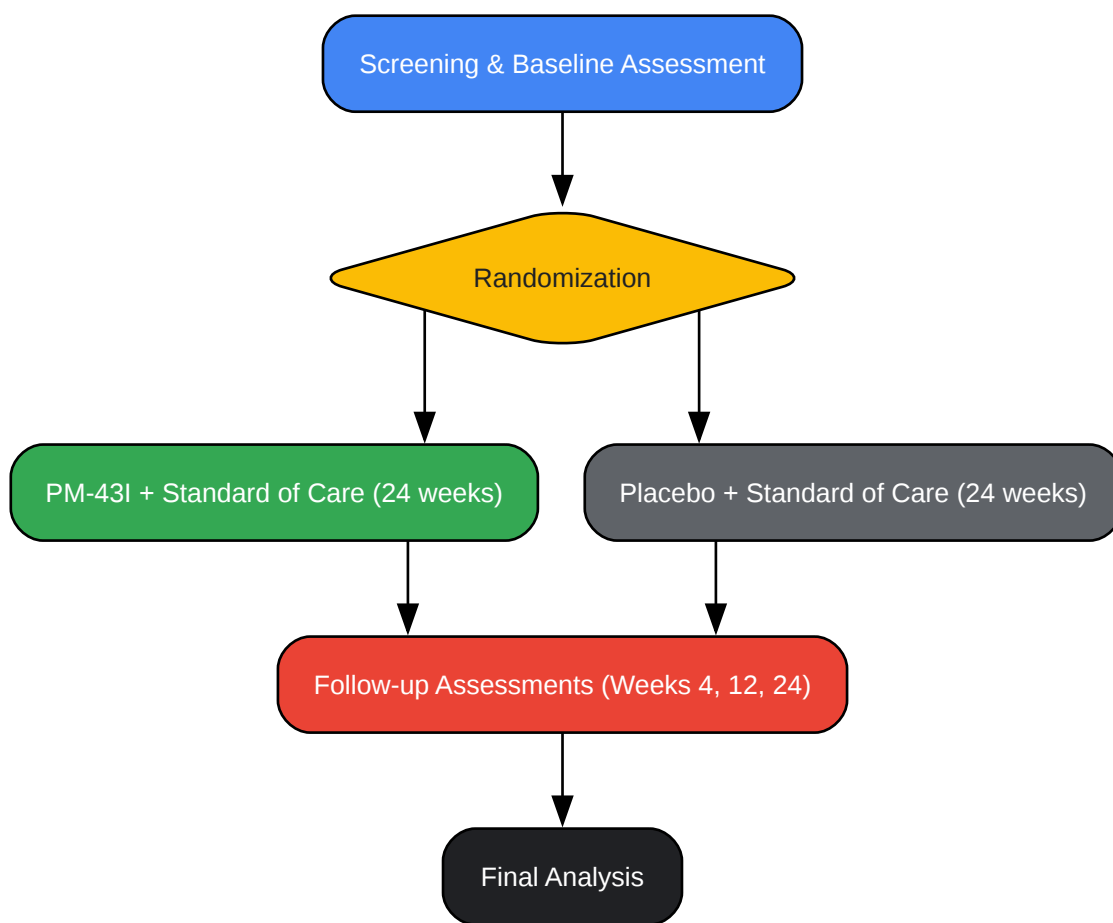 Screening & Baseline Assessment
Randomization
PM-43I + Standard of Care (24 weeks)
Placebo + Standard of Care (24 weeks)
Follow-up Assessments (Weeks 4, 12, 24)
Final Analysis